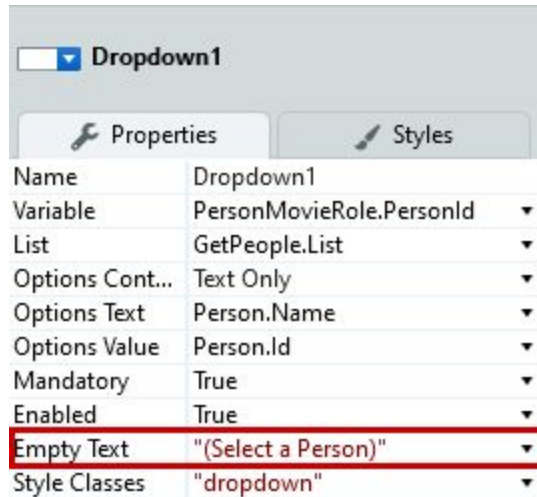 Dropdown1
Properties Styles
Name Dropdown1
Variable PersonMovieRole.PersonId
List GetPeople.List
Options Cont... Text Only
Options Text Person.Name
Options Value Person.Id
Mandatory True
Enabled True
Empty Text "(Select a Person)"
Style Classes "dropdown"